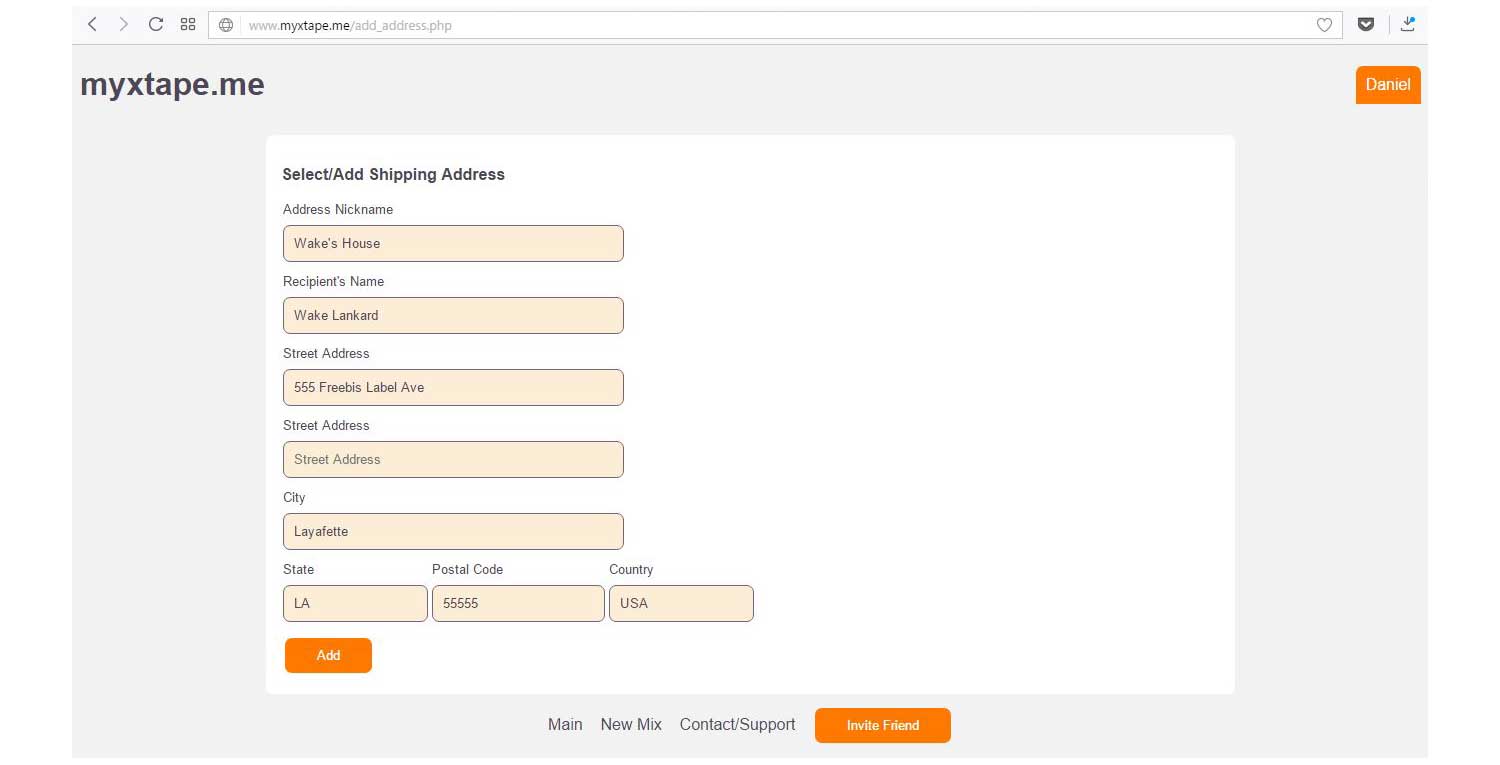 www.myxtape.me/add_address.php
myxtape.me
Daniel
Select/Add Shipping Address
Address Nickname
Wake's House
Recipient's Name
Wake Lankard
Street Address
555 Freebis Label Ave
Street Address
Street Address
City
Layafette
State Postal Code Country
LA 55555 USA
Add
Main New Mix Contact/Support Invite Friend